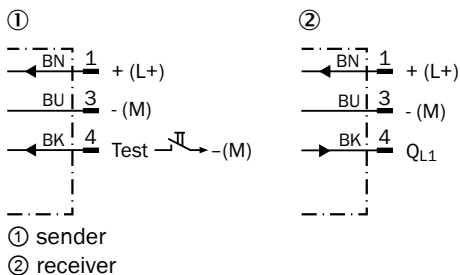 ① ②
BN 1 + (L+) BN 1 + (L+)
BU 3 - (M) BU 3 - (M)
BK 4 Test –(M) BK 4 QL1
① sender
② receiver